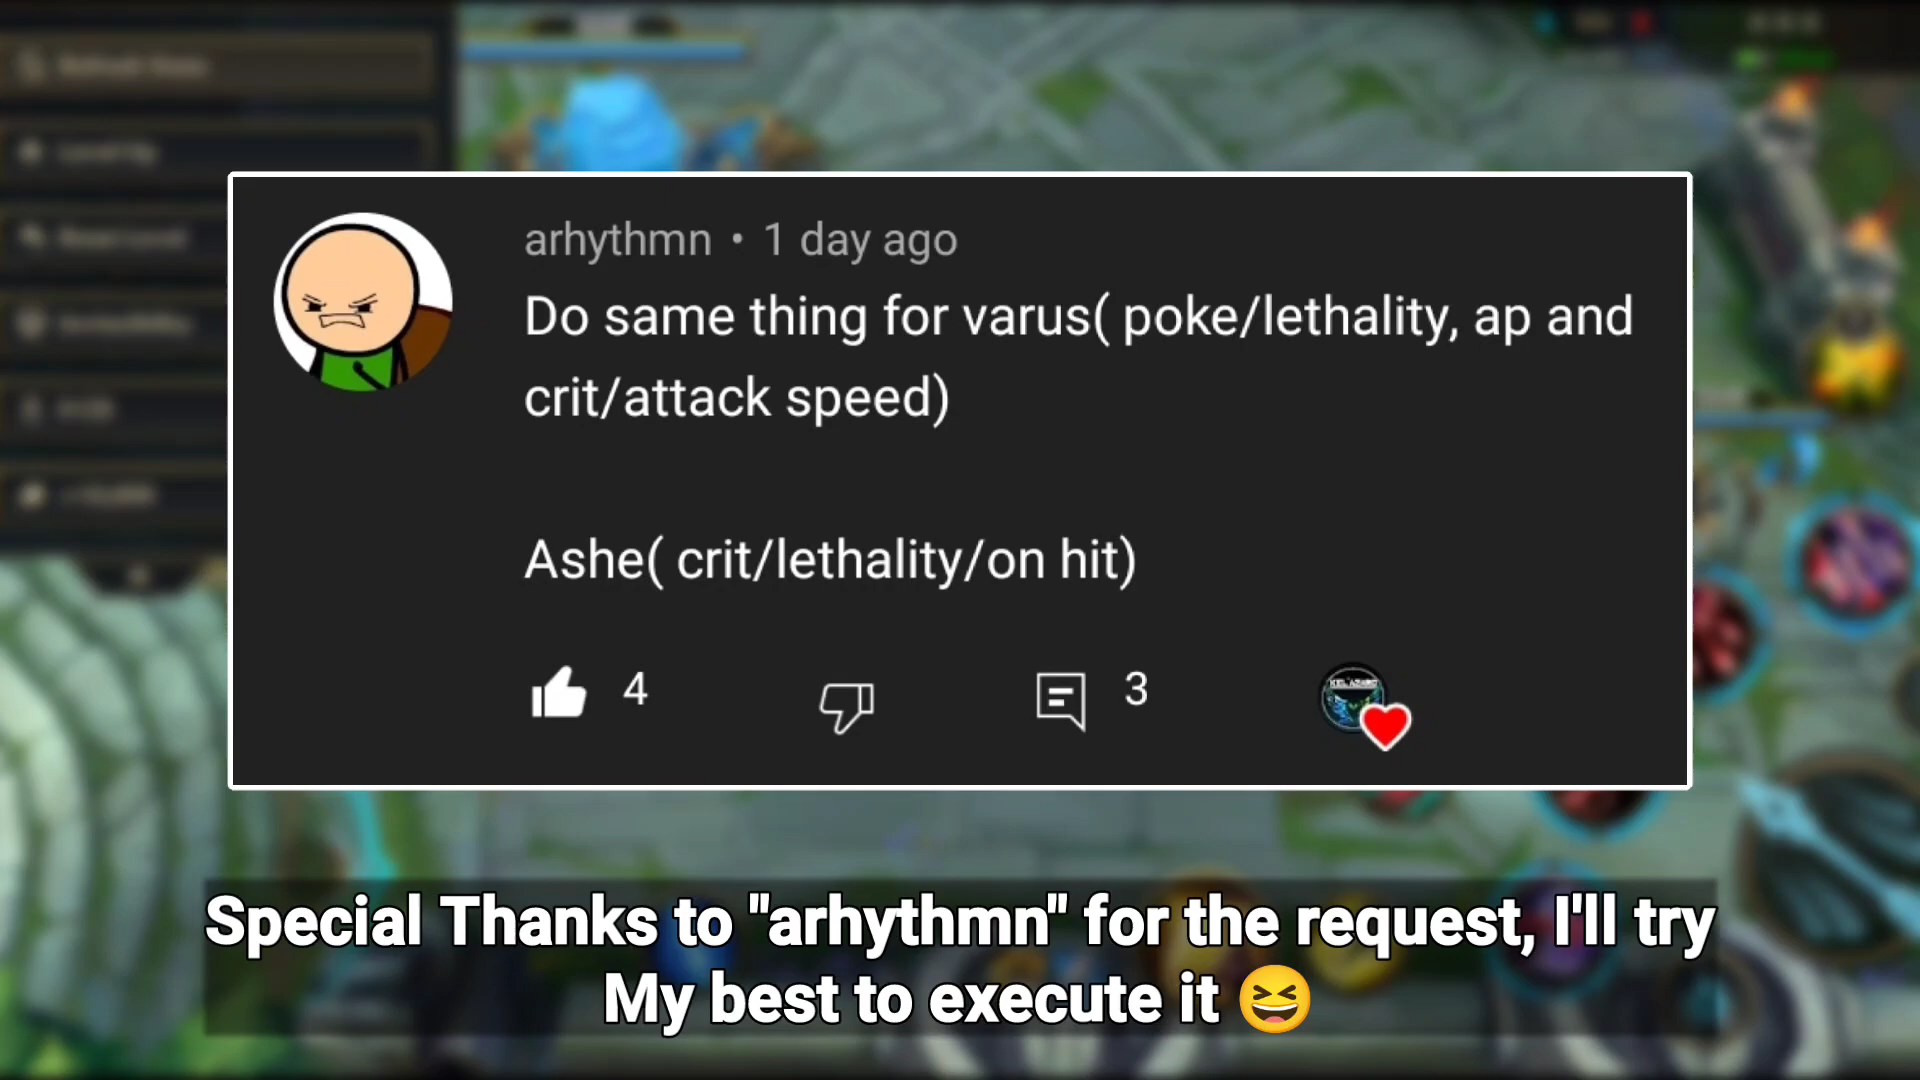 arhythmn • 1 day ago
Do same thing for varus( poke/lethality, ap and
crit/attack speed)
Ashe( crit/lethality/on hit)
4
3
Special Thanks to "arhythmn" for the request, I'll try
My best to execute it 😆